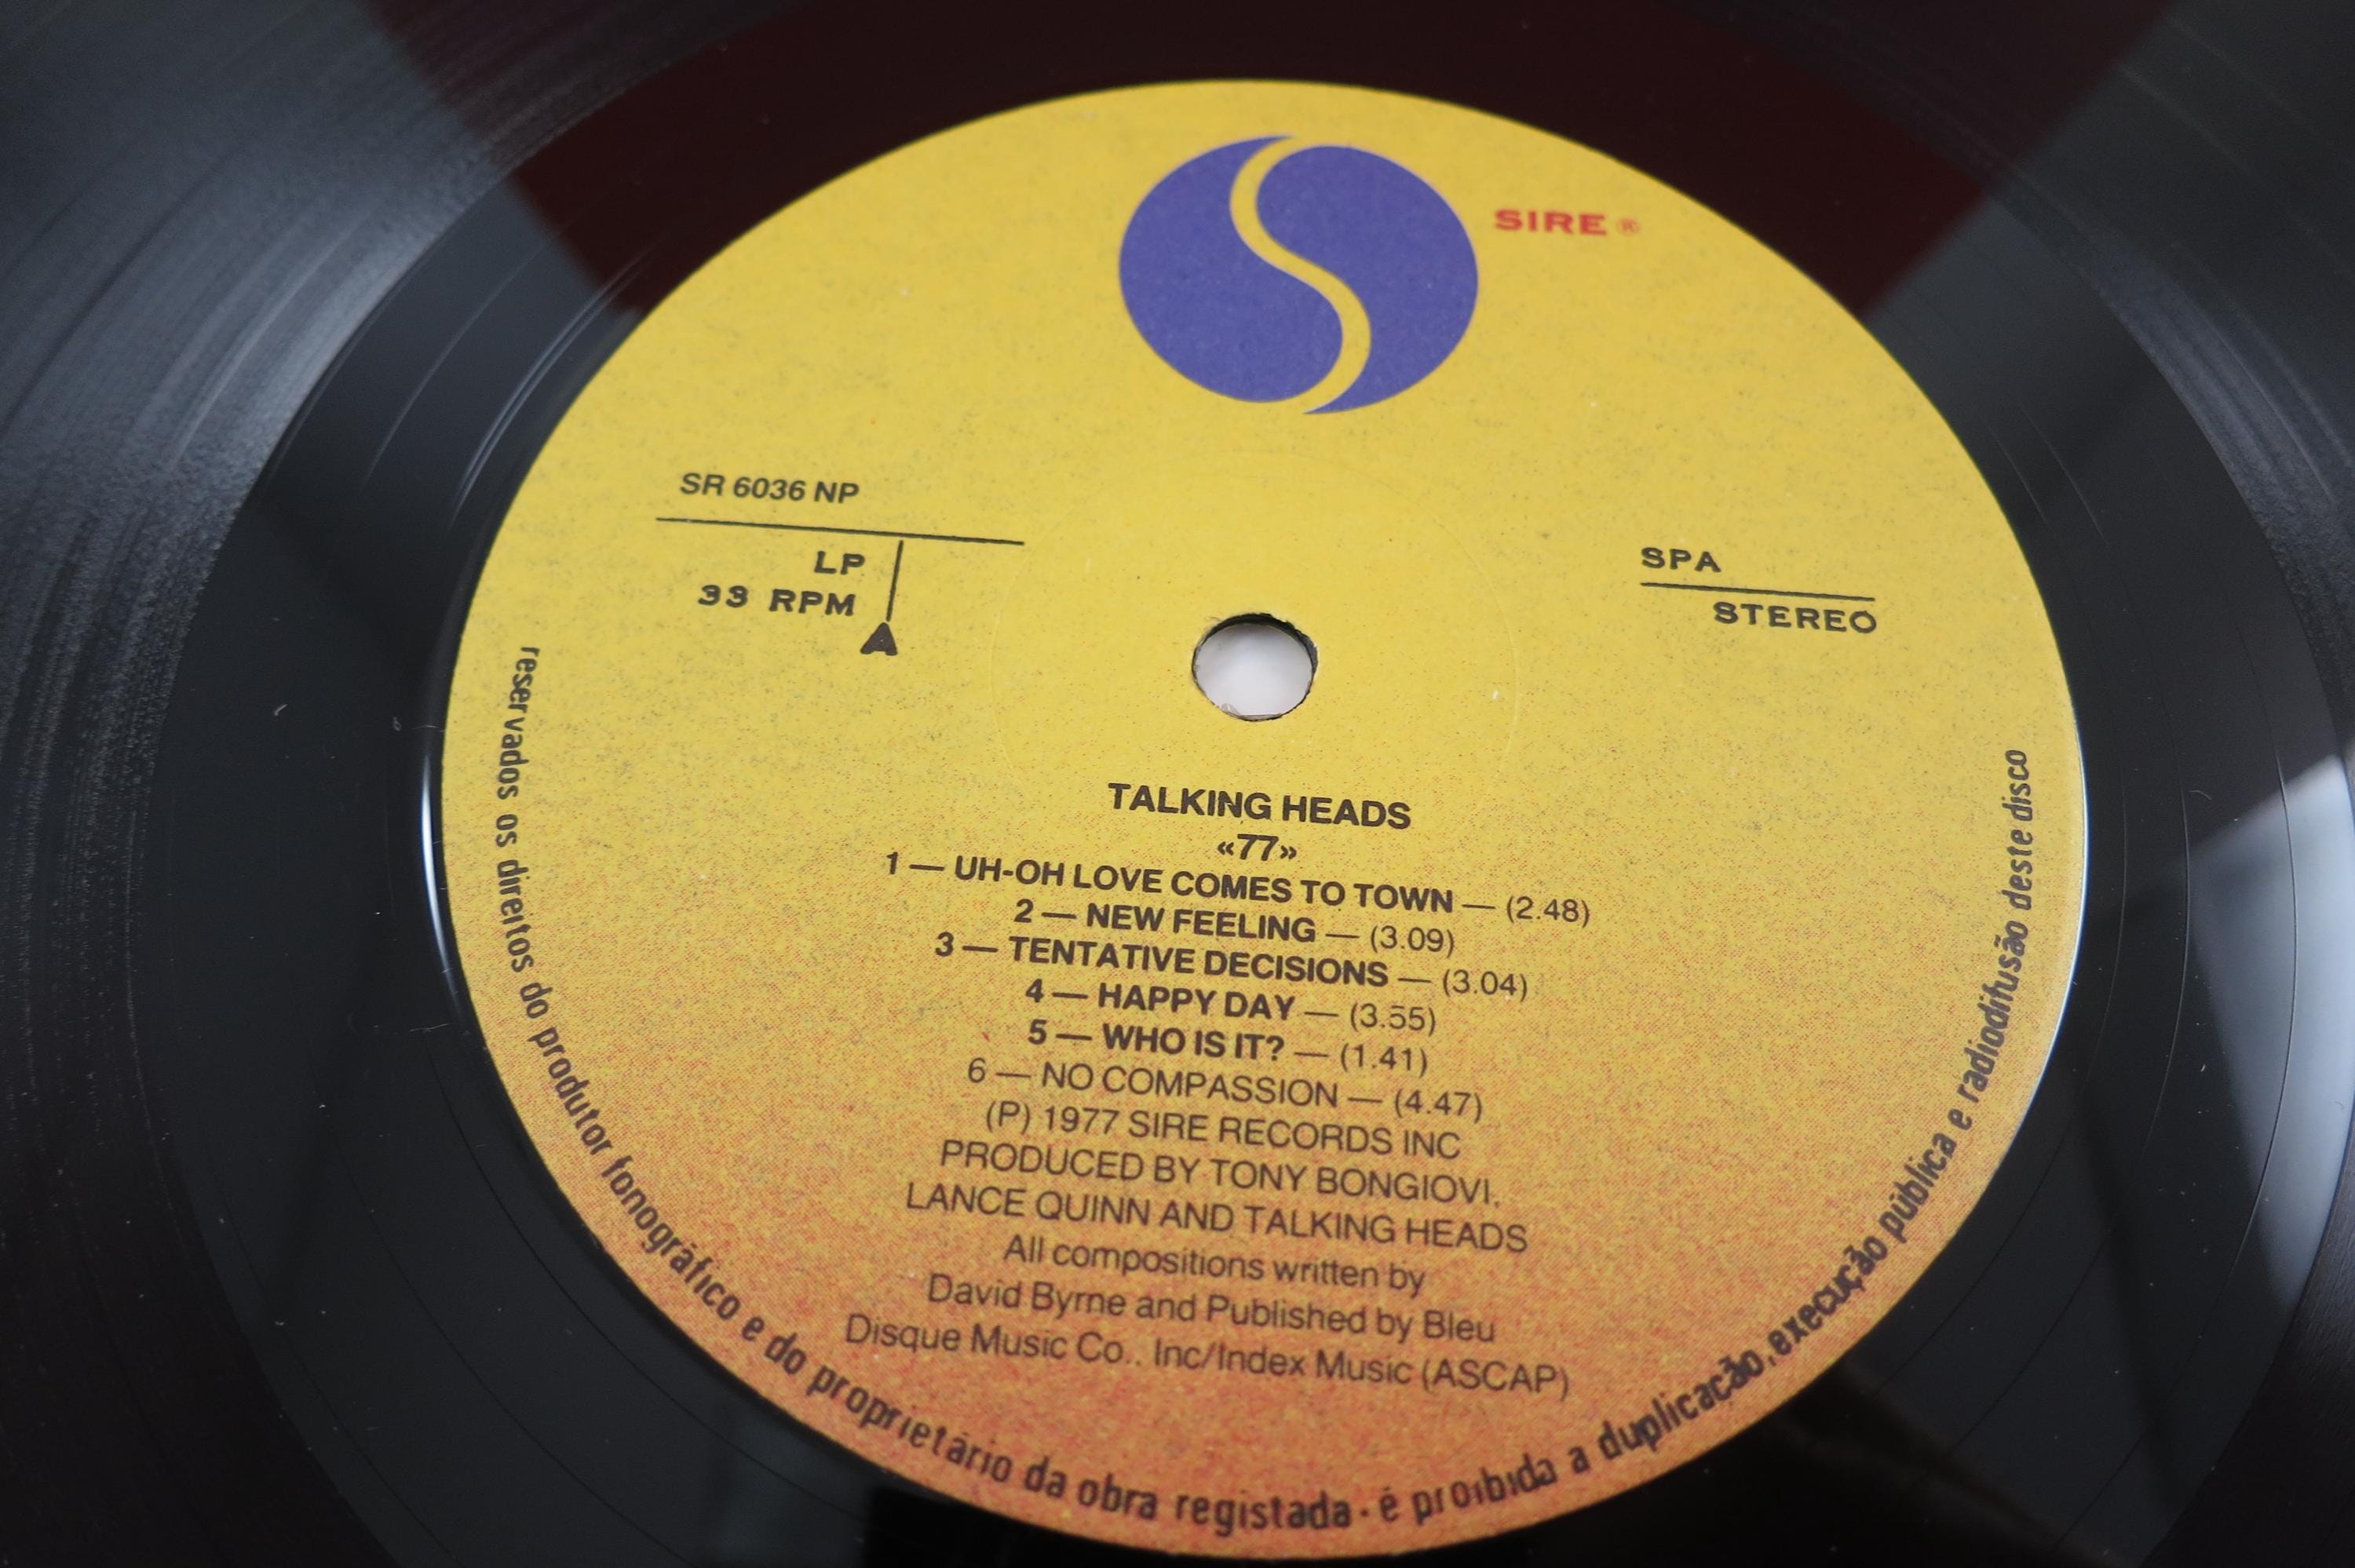 SIRE ®
SR 6036 NP
LP
33 RPM
A
SPA
STEREO
TALKING HEADS
«77»
1 — UH-OH LOVE COMES TO TOWN — (2.48)
2 — NEW FEELING — (3.09)
3 — TENTATIVE DECISIONS — (3.04)
4 — HAPPY DAY — (3.55)
5 — WHO IS IT? — (1.41)
6 — NO COMPASSION — (4.47)
(P) 1977 SIRE RECORDS INC
PRODUCED BY TONY BONGIOVI,
LANCE QUINN AND TALKING HEADS
All compositions written by
David Byrne and Published by Bleu
Disque Music Co., Inc/Index Music (ASCAP)
reservados os direitos do produtor fonográfico e do proprietário da obra registada · é proibida a duplicação, execução pública e radiodifusão deste disco